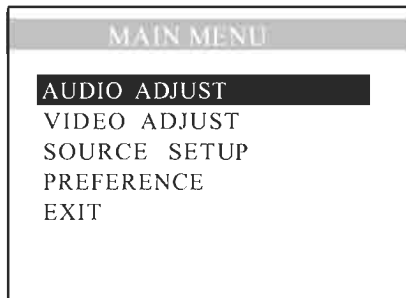 MAIN MENU
AUDIO ADJUST
VIDEO ADJUST
SOURCE SETUP
PREFERENCE
EXIT